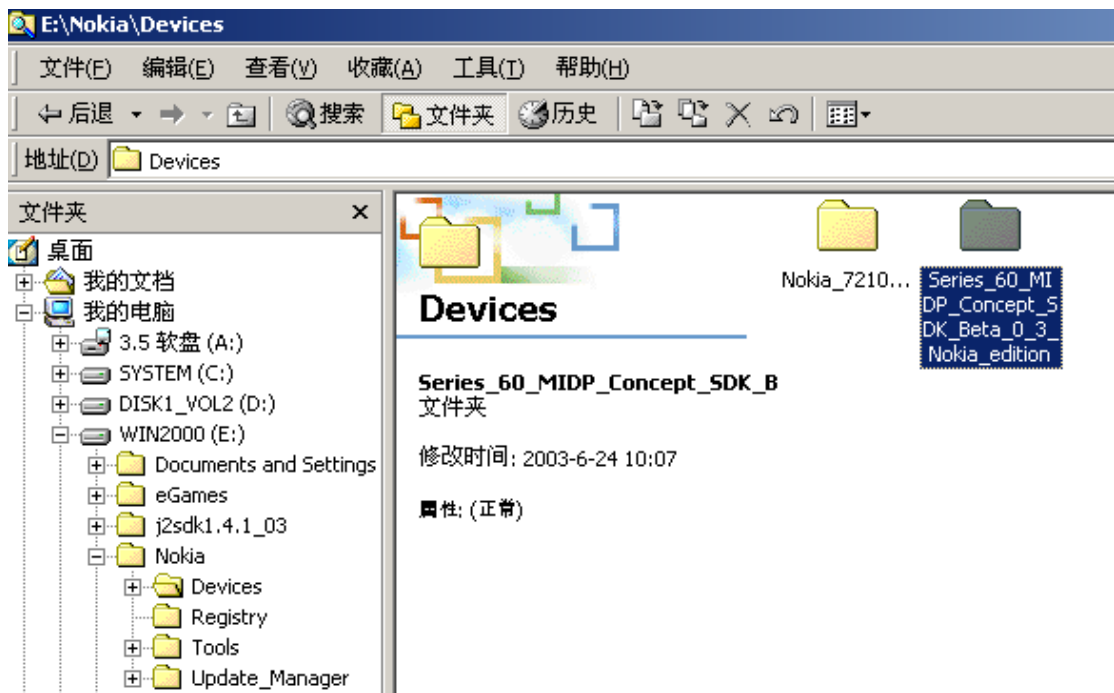 E:\Nokia\Devices
文件(F) 编辑(E) 查看(V) 收藏(A) 工具(T) 帮助(H)
后退 搜索 文件夹 历史
地址(D) Devices
文件夹
桌面
我的文档
我的电脑
3.5 软盘 (A:)
SYSTEM (C:)
DISK1_VOL2 (D:)
WIN2000 (E:)
Documents and Settings
eGames
j2sdk1.4.1_03
Nokia
Devices
Registry
Tools
Update_Manager
Devices
Series_60_MIDP_Concept_SDK_B
文件夹
修改时间: 2003-6-24 10:07
属性: (正常)
Nokia_7210...
Series_60_MI
DP_Concept_S
DK_Beta_0_3_
Nokia_edition